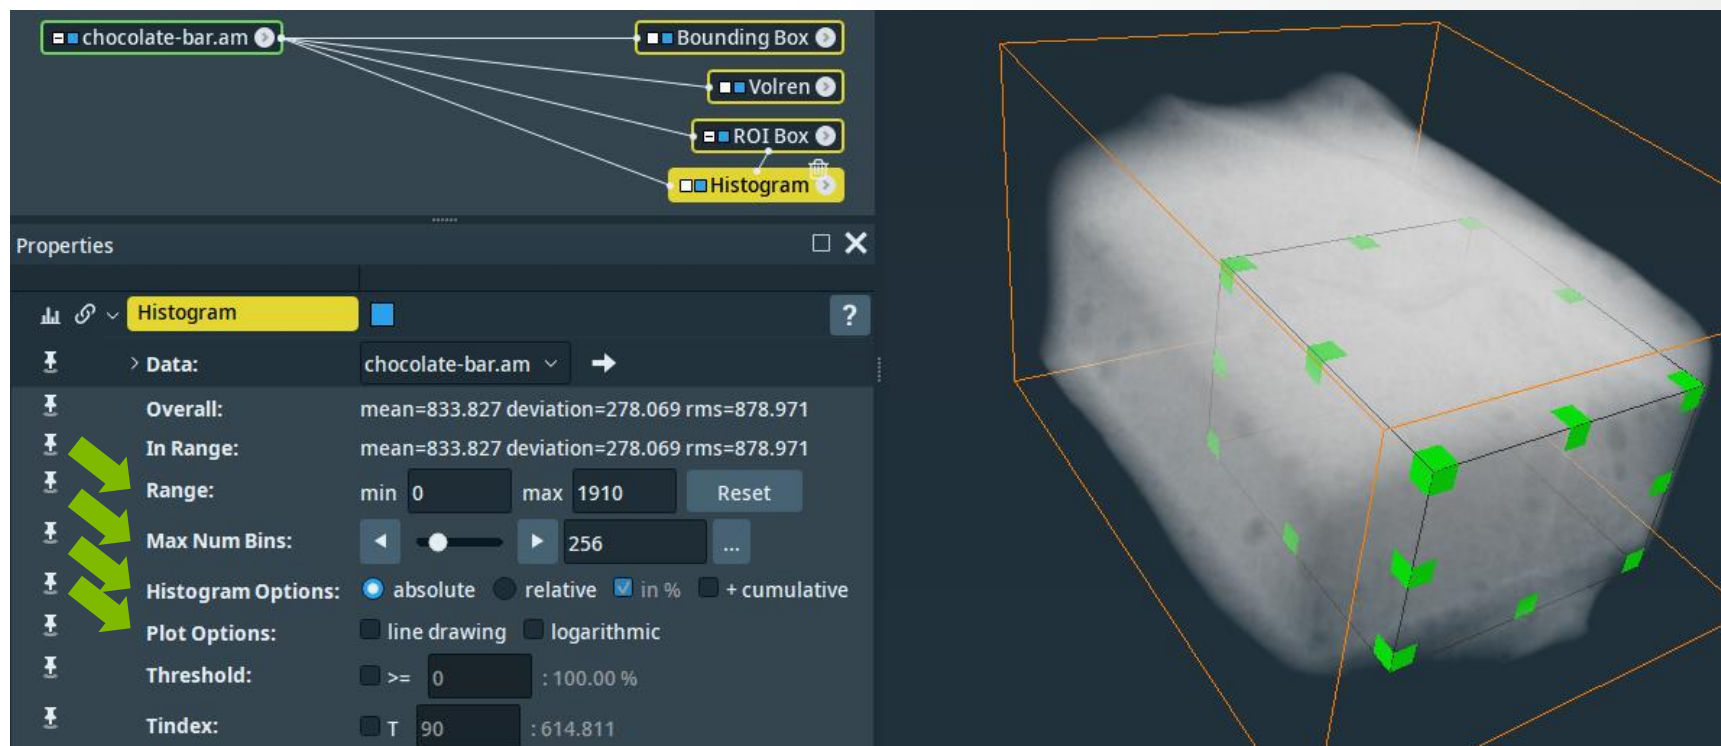 chocolate-bar.am
Bounding Box
Volren
ROI Box
Histogram
Properties
Histogram ?
Data: chocolate-bar.am
Overall: mean=833.827 deviation=278.069 rms=878.971
In Range: mean=833.827 deviation=278.069 rms=878.971
Range: min 0 max 1910 Reset
Max Num Bins: 256 ...
Histogram Options: absolute relative in % + cumulative
Plot Options: line drawing logarithmic
Threshold: >= 0 : 100.00 %
Tindex: T 90 : 614.811